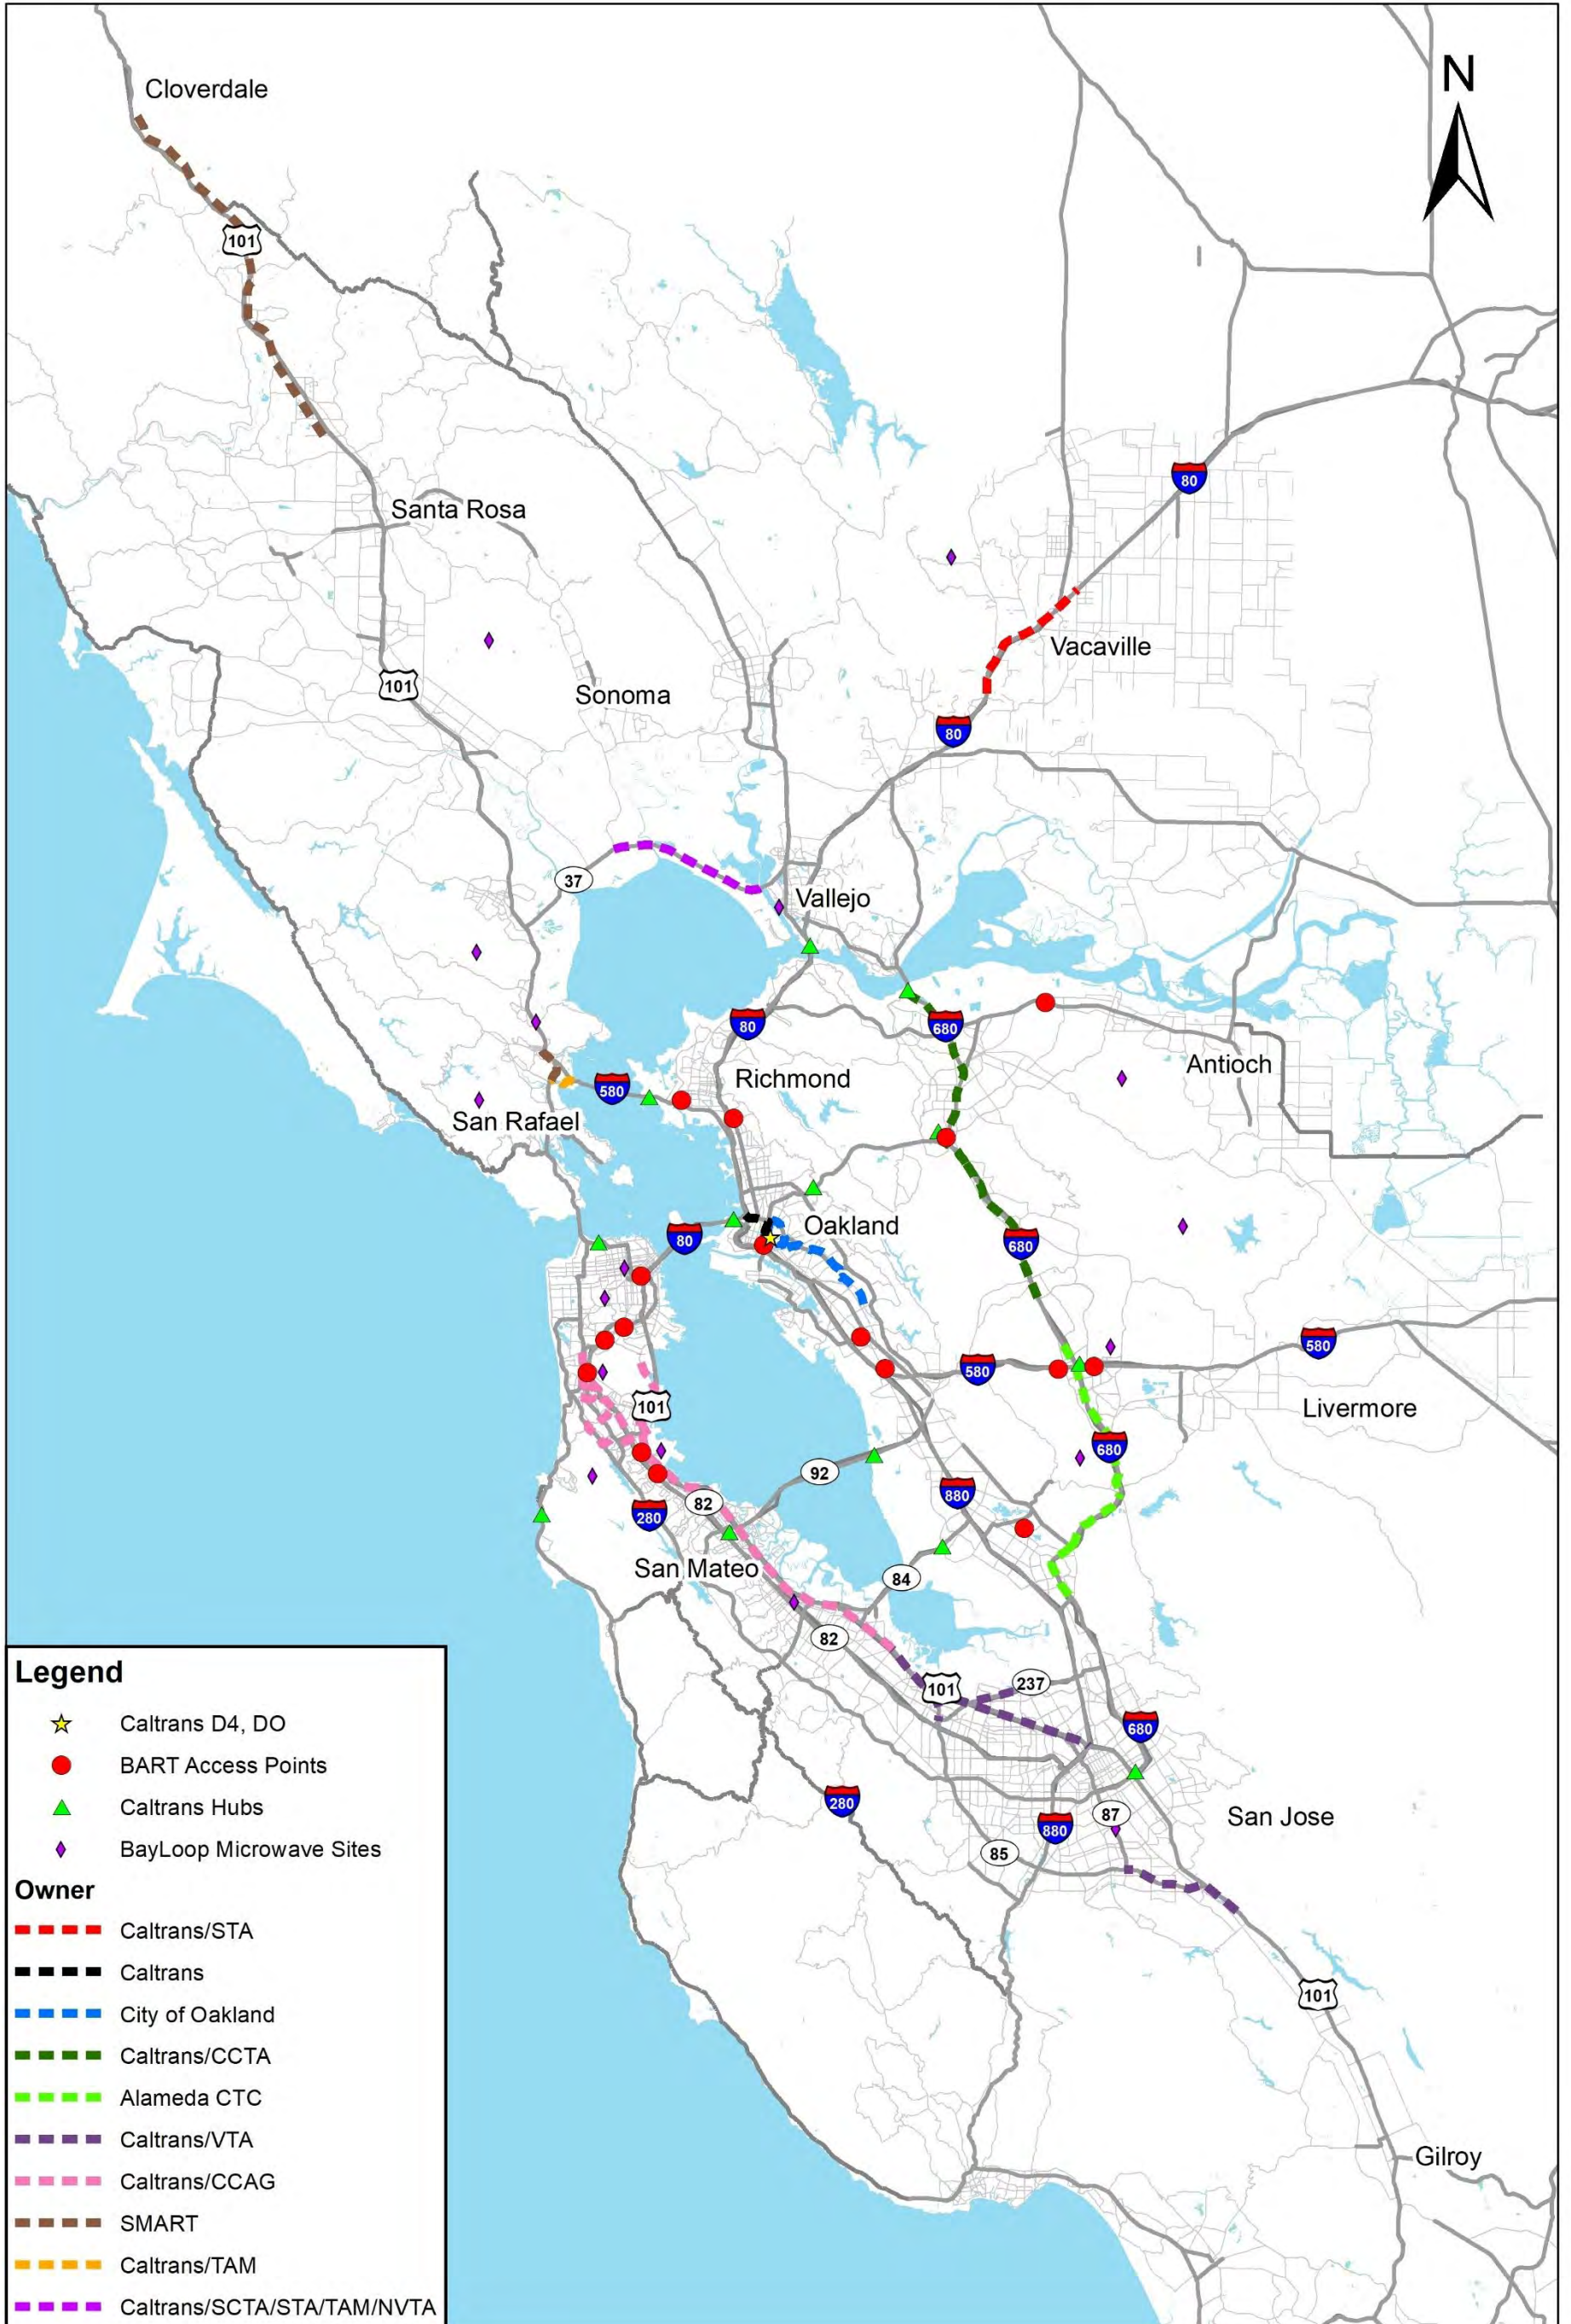 Cloverdale
N
101
80
Santa Rosa
Vacaville
101
Sonoma
80
37
Vallejo
80
680
Antioch
Richmond
580
San Rafael
Oakland
80
680
580
580
Livermore
101
680
92
880
82
280
San Mateo
84
82
237
101
680
280
87
San Jose
880
85
101
Gilroy
Legend
Caltrans D4, DO
BART Access Points
Caltrans Hubs
BayLoop Microwave Sites
Owner
Caltrans/STA
Caltrans
City of Oakland
Caltrans/CCTA
Alameda CTC
Caltrans/VTA
Caltrans/CCAG
SMART
Caltrans/TAM
Caltrans/SCTA/STA/TAM/NVTA